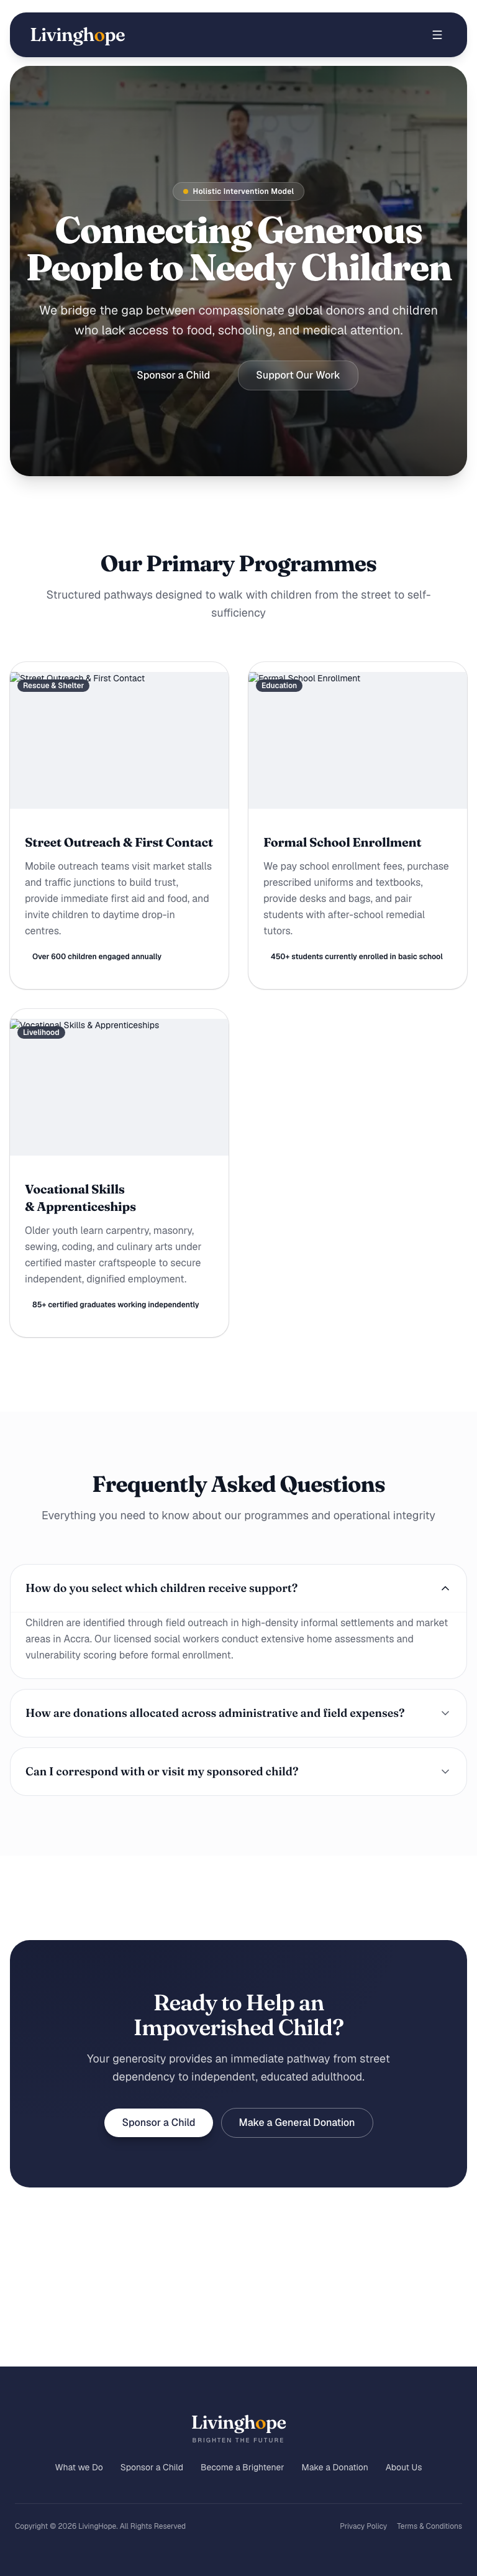 Livinghope
Holistic Intervention Model
Connecting Generous
People to Needy Children
We bridge the gap between compassionate global donors and children
who lack access to food, schooling, and medical attention.
Sponsor a Child
Support Our Work
Our Primary Programmes
Structured pathways designed to walk with children from the street to self-
sufficiency
Street Outreach & First Contact
Rescue & Shelter
Street Outreach & First Contact
Mobile outreach teams visit market stalls
and traffic junctions to build trust,
provide immediate first aid and food, and
invite children to daytime drop-in
centres.
Over 600 children engaged annually
Formal School Enrollment
Education
Formal School Enrollment
We pay school enrollment fees, purchase
prescribed uniforms and textbooks,
provide desks and bags, and pair
students with after-school remedial
tutors.
450+ students currently enrolled in basic school
Vocational Skills & Apprenticeships
Livelihood
Vocational Skills
& Apprenticeships
Older youth learn carpentry, masonry,
sewing, coding, and culinary arts under
certified master craftspeople to secure
independent, dignified employment.
85+ certified graduates working independently
Frequently Asked Questions
Everything you need to know about our programmes and operational integrity
How do you select which children receive support?
Children are identified through field outreach in high-density informal settlements and market
areas in Accra. Our licensed social workers conduct extensive home assessments and
vulnerability scoring before formal enrollment.
How are donations allocated across administrative and field expenses?
Can I correspond with or visit my sponsored child?
Ready to Help an
Impoverished Child?
Your generosity provides an immediate pathway from street
dependency to independent, educated adulthood.
Sponsor a Child
Make a General Donation
Livinghope
BRIGHTEN THE FUTURE
What we Do
Sponsor a Child
Become a Brightener
Make a Donation
About Us
Copyright © 2026 LivingHope. All Rights Reserved
Privacy Policy
Terms & Conditions